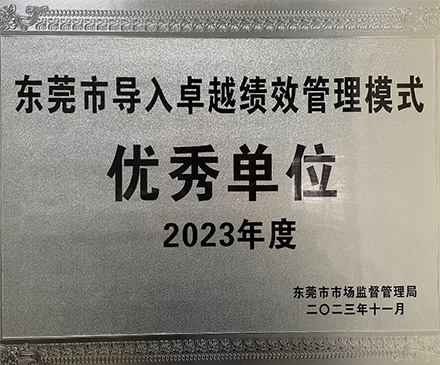 东莞市导入卓越绩效管理模式
优秀单位
2023年度
东莞市市场监督管理局
二〇二三年十一月